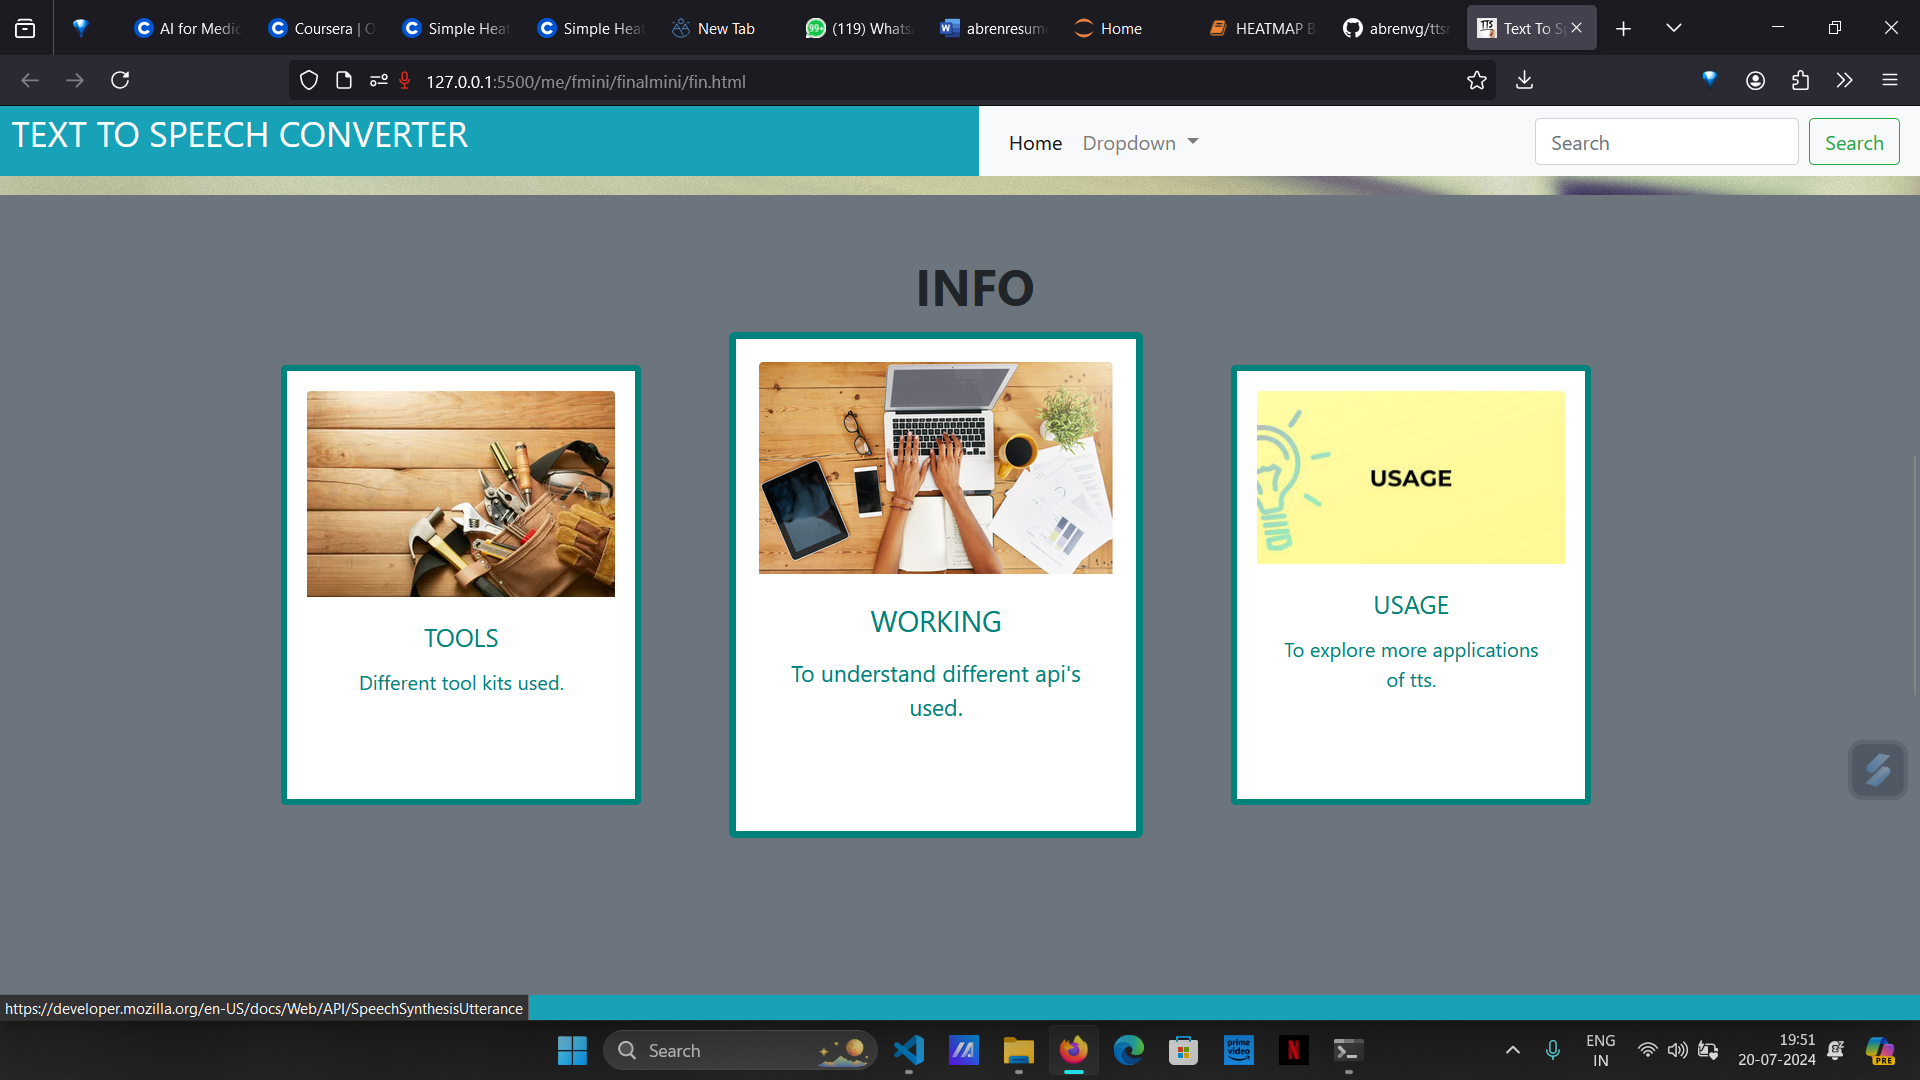 AI for Medic
Coursera | O
Simple Heat
Simple Heat
New Tab
(119) Whats
abrenresum
Home
HEATMAP B
abrenvg/tts
Text To Sp
127.0.0.1:5500/me/fmini/finalmini/fin.html
TEXT TO SPEECH CONVERTER
Home
Dropdown
Search
Search
INFO
TOOLS
Different tool kits used.
WORKING
To understand different api's
used.
USAGE
USAGE
To explore more applications
of tts.
https://developer.mozilla.org/en-US/docs/Web/API/SpeechSynthesisUtterance
Search
prime video
N
ENG
IN
19:51
20-07-2024
PRE